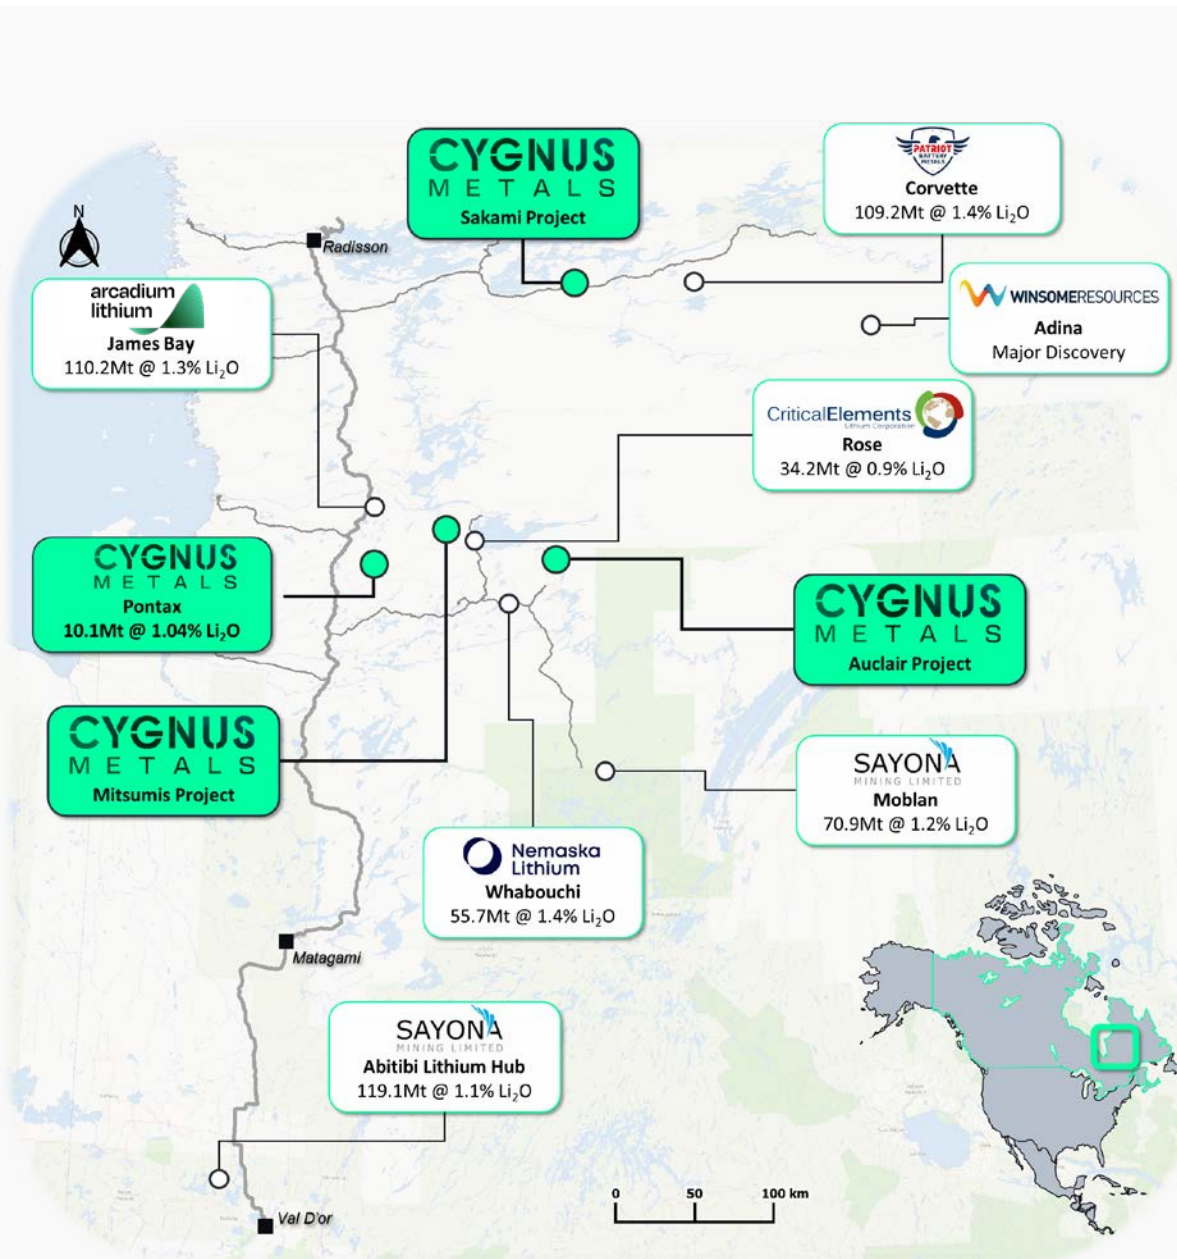 CYGNUS
METALS
Sakami Project
PATRIOT
BATTERY
METALS
Corvette
109.2Mt @ 1.4% Li₂O
N
Radisson
arcadium
lithium
James Bay
110.2Mt @ 1.3% Li₂O
WINSOMERESOURCES
Adina
Major Discovery
CriticalElements
Lithium Corporation
Rose
34.2Mt @ 0.9% Li₂O
CYGNUS
METALS
Pontax
10.1Mt @ 1.04% Li₂O
CYGNUS
METALS
Auclair Project
CYGNUS
METALS
Mitsumis Project
SAYONA
MINING LIMITED
Moblan
70.9Mt @ 1.2% Li₂O
Nemaska
Lithium
Whabouchi
55.7Mt @ 1.4% Li₂O
Matagami
SAYONA
MINING LIMITED
Abitibi Lithium Hub
119.1Mt @ 1.1% Li₂O
0 50 100 km
Val D'or